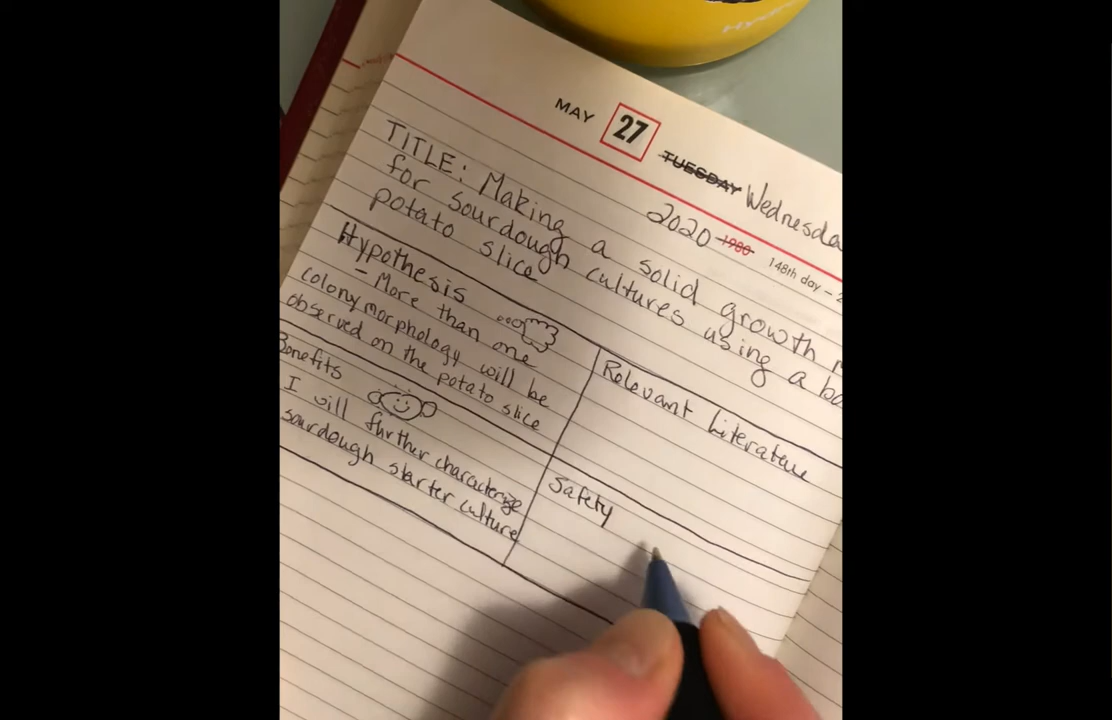 Hydro
MAY 27 TUESDAY Wednesda
2020 1980 148th day –
TITLE: Making a solid growth
for sourdough cultures using a
potato slice
Hypothesis
- More than one
colony morphology will be
observed on the potato slice
Benefits
I will further characterize
sourdough starter culture
Relevant Literature
Safety